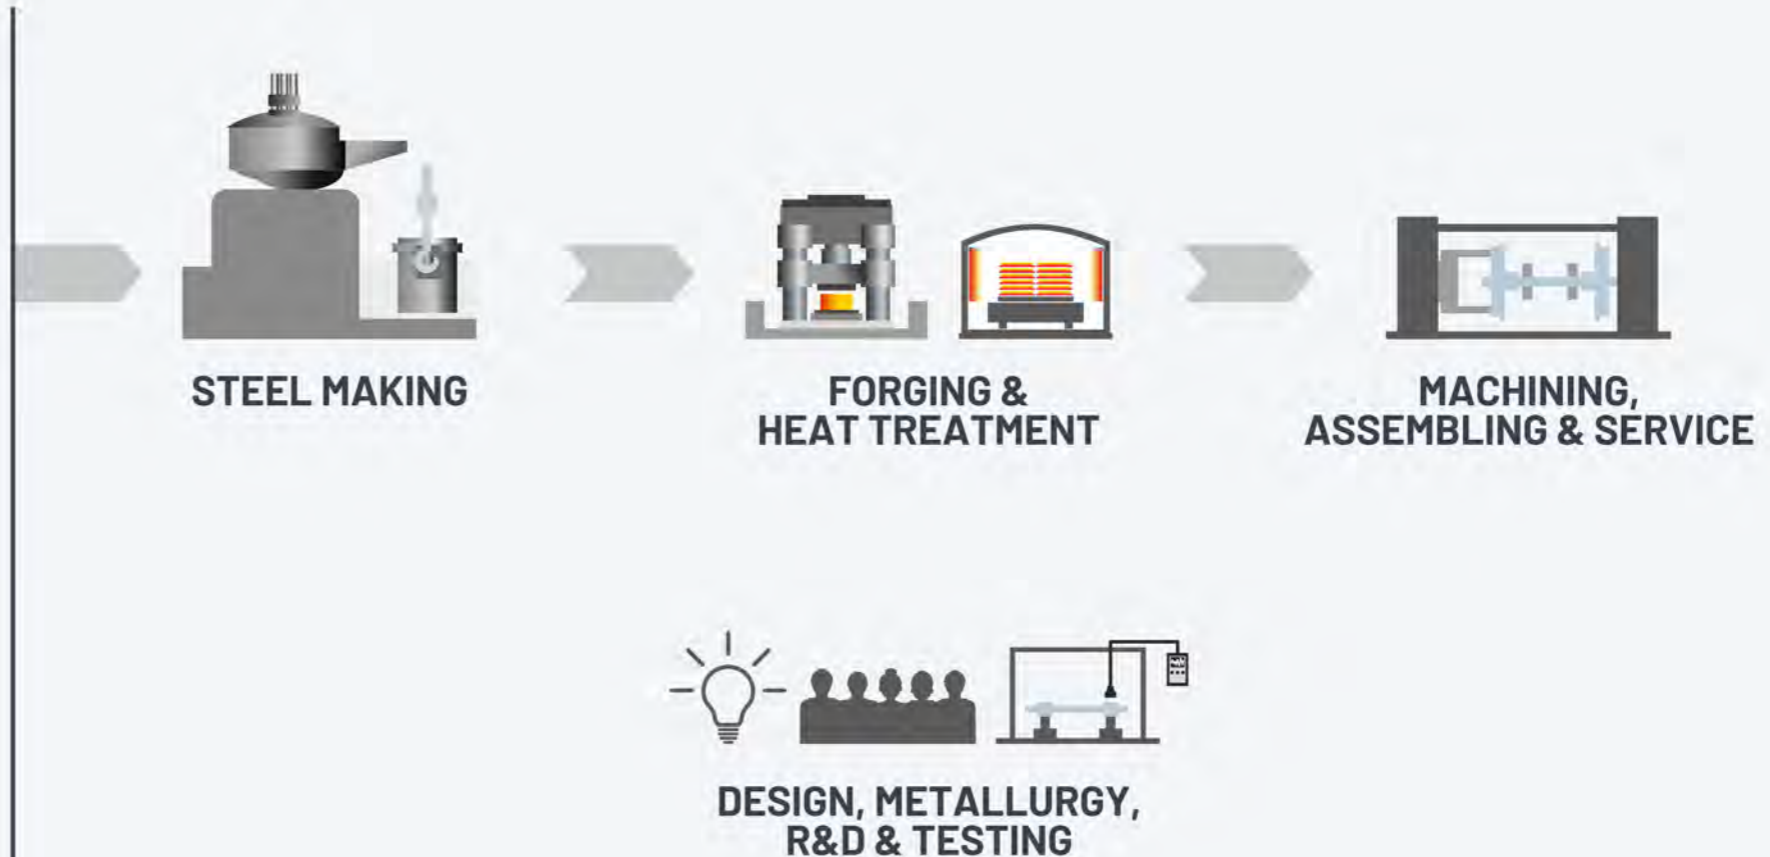 STEEL MAKING
FORGING &
HEAT TREATMENT
MACHINING,
ASSEMBLING & SERVICE
DESIGN, METALLURGY,
R&D & TESTING